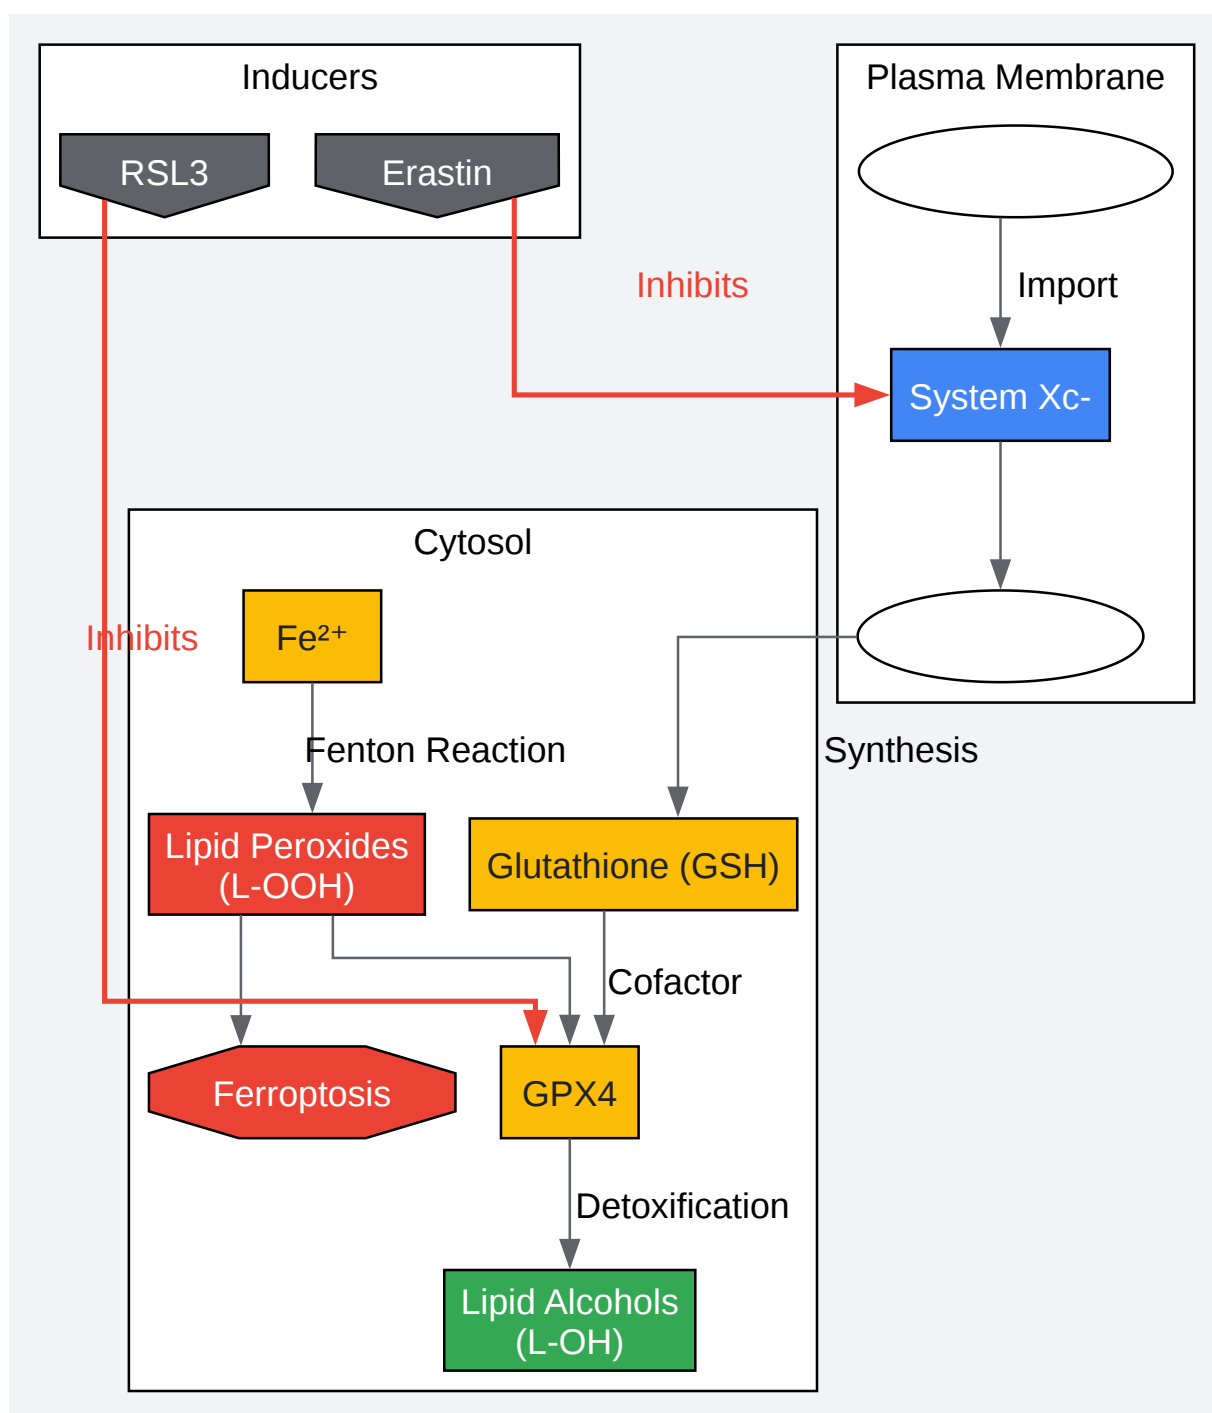 Inducers
Plasma Membrane
RSL3
Erastin
Inhibits
Import
System Xc-
Cytosol
Inhibits
Fe²⁺
Fenton Reaction
Synthesis
Lipid Peroxides
(L-OOH)
Glutathione (GSH)
Cofactor
Ferroptosis
GPX4
Detoxification
Lipid Alcohols
(L-OH)